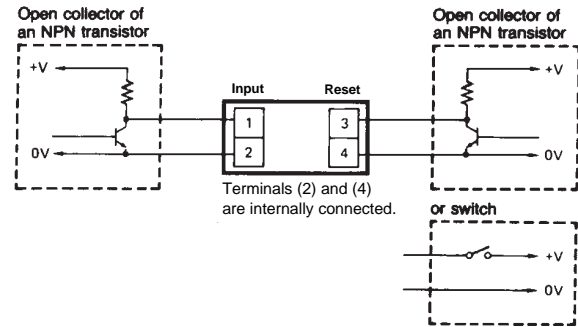 Open collector of
an NPN transistor
+V
0V
Input
Reset
1
2
3
4
Terminals (2) and (4)
are internally connected.
Open collector of
an NPN transistor
+V
0V
or switch
+V
0V